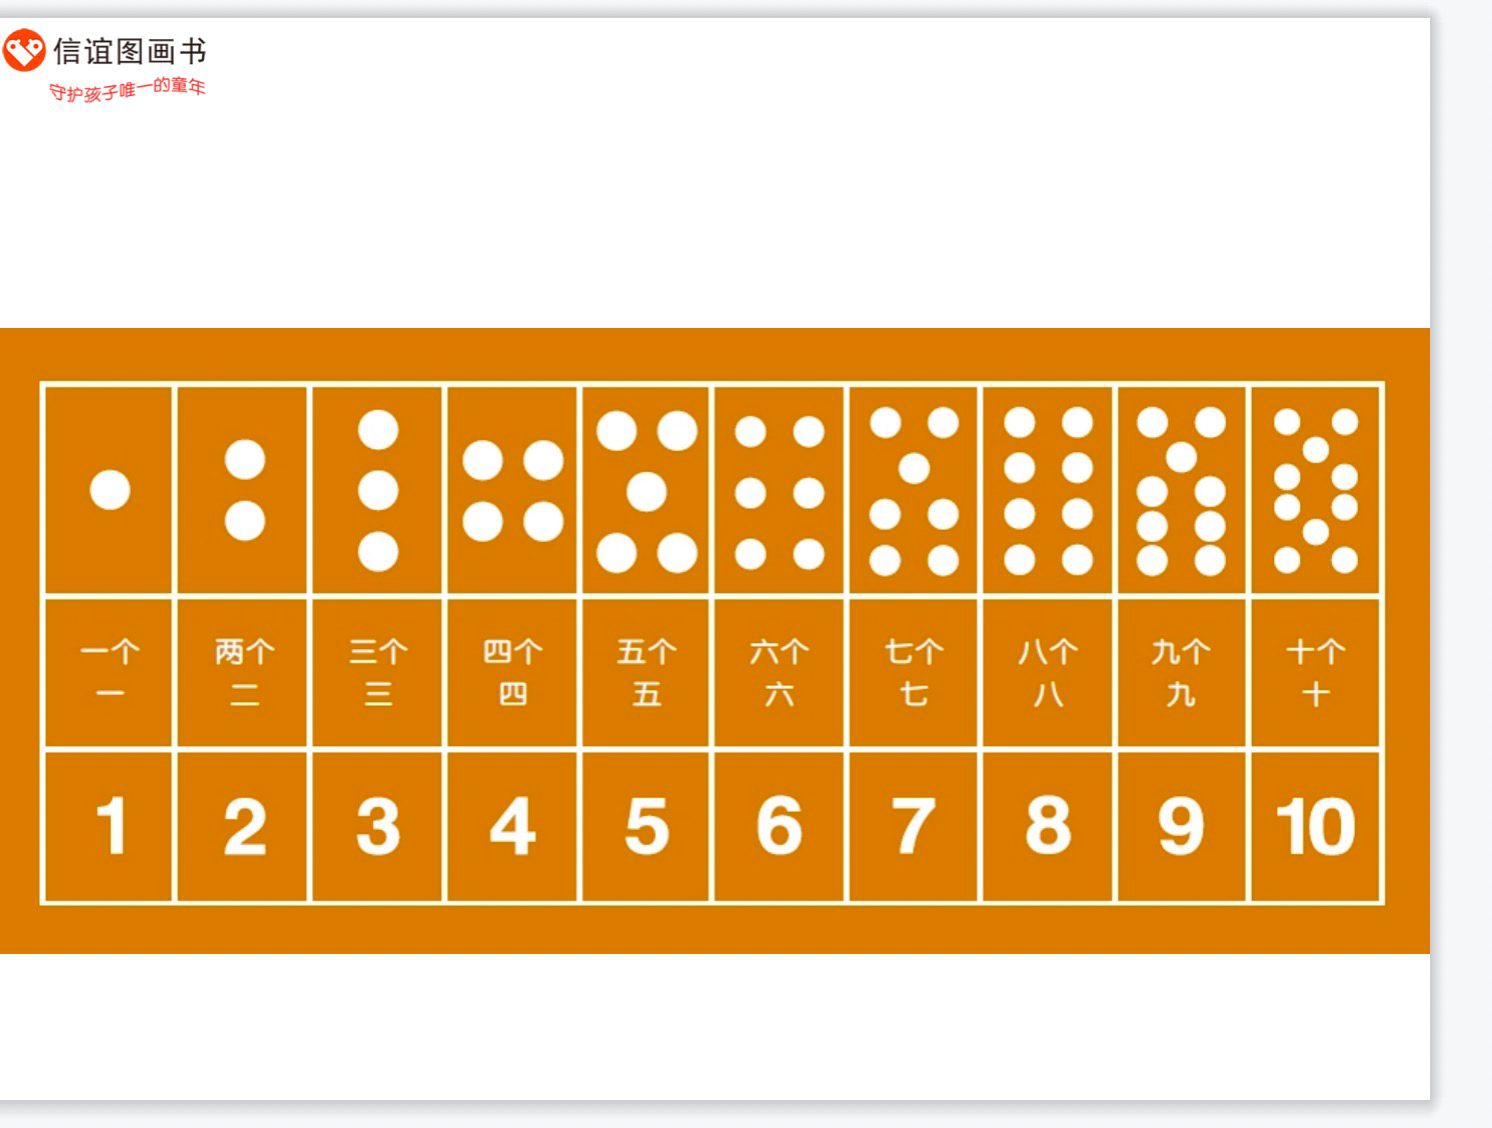 信谊图画书
守护孩子唯一的童年
一个 两个 三个 四个 五个 六个 七个 八个 九个 十个
一 二 三 四 五 六 七 八 九 十
1 2 3 4 5 6 7 8 9 10